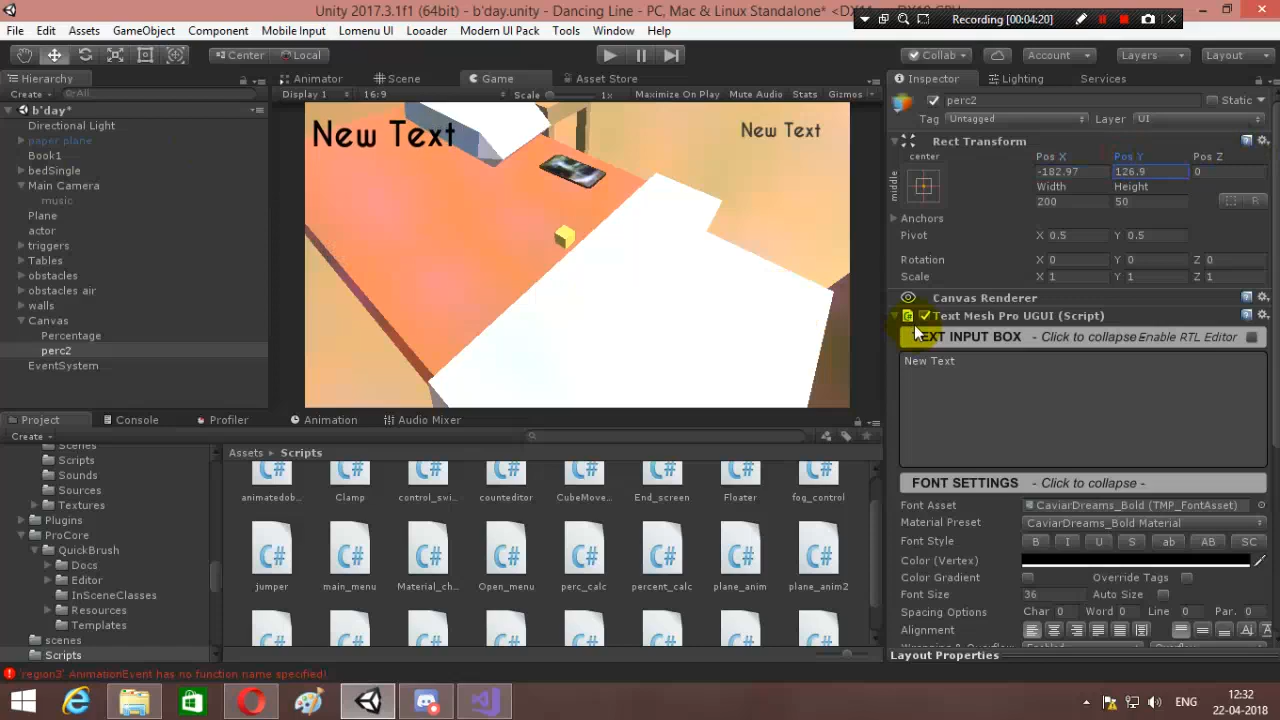 Unity 2017.3.1f1 (64bit) - b'day.unity - Dancing Line - PC, Mac & Linux Standalone*
Recording [00:04:20]
File Edit Assets GameObject Component Mobile Input Lomenu UI Luoader Modern UI Pack Tools Window Help
Center Local Collab Account Layers Layout
Hierarchy
Create All
b'day*
Directional Light
paper plane
Book1
bedSingle
Main Camera
music
Plane
actor
triggers
Tables
obstacles
obstacles air
walls
Canvas
Percentage
perc2
EventSystem
Animator Scene Game Asset Store
Display 1 16:9 Scale 1x Maximize On Play Mute Audio Stats Gizmos
New Text New Text
Inspector Lighting Services
perc2 Static
Tag Untagged Layer UI
Rect Transform
center Pos X Pos Y Pos Z
middle -182.97 126.9 0
Width Height
200 50 R
Anchors
Pivot X 0.5 Y 0.5
Rotation X 0 Y 0 Z 0
Scale X 1 Y 1 Z 1
Canvas Renderer
Text Mesh Pro UGUI (Script)
TEXT INPUT BOX - Click to collapse Enable RTL Editor
New Text
FONT SETTINGS - Click to collapse -
Font Asset CaviarDreams_Bold (TMP_FontAsset)
Material Preset CaviarDreams_Bold Material
Font Style B I U S ab AB SC
Color (Vertex)
Color Gradient Override Tags
Font Size 36 Auto Size
Spacing Options Char 0 Word 0 Line 0 Par. 0
Alignment
Layout Properties
Project Console Profiler Animation Audio Mixer
Create
Scenes
Scripts
Sounds
Sources
Textures
Plugins
ProCore
QuickBrush
Docs
Editor
InSceneClasses
Resources
Templates
scenes
Scripts
Assets Scripts
C# C# C# C# C# C# C# C#
animatedob... Clamp control_swi... counteditor CubeMove... End_screen Floater fog_control
C# C# C# C# C# C# C# C#
jumper main_menu Material_ch... Open_menu perc_calc percent_calc plane_anim plane_anim2
C# C# C# C# C# C# C# C#
'region3' AnimationEvent has no function name specified!
ENG 12:32
22-04-2018